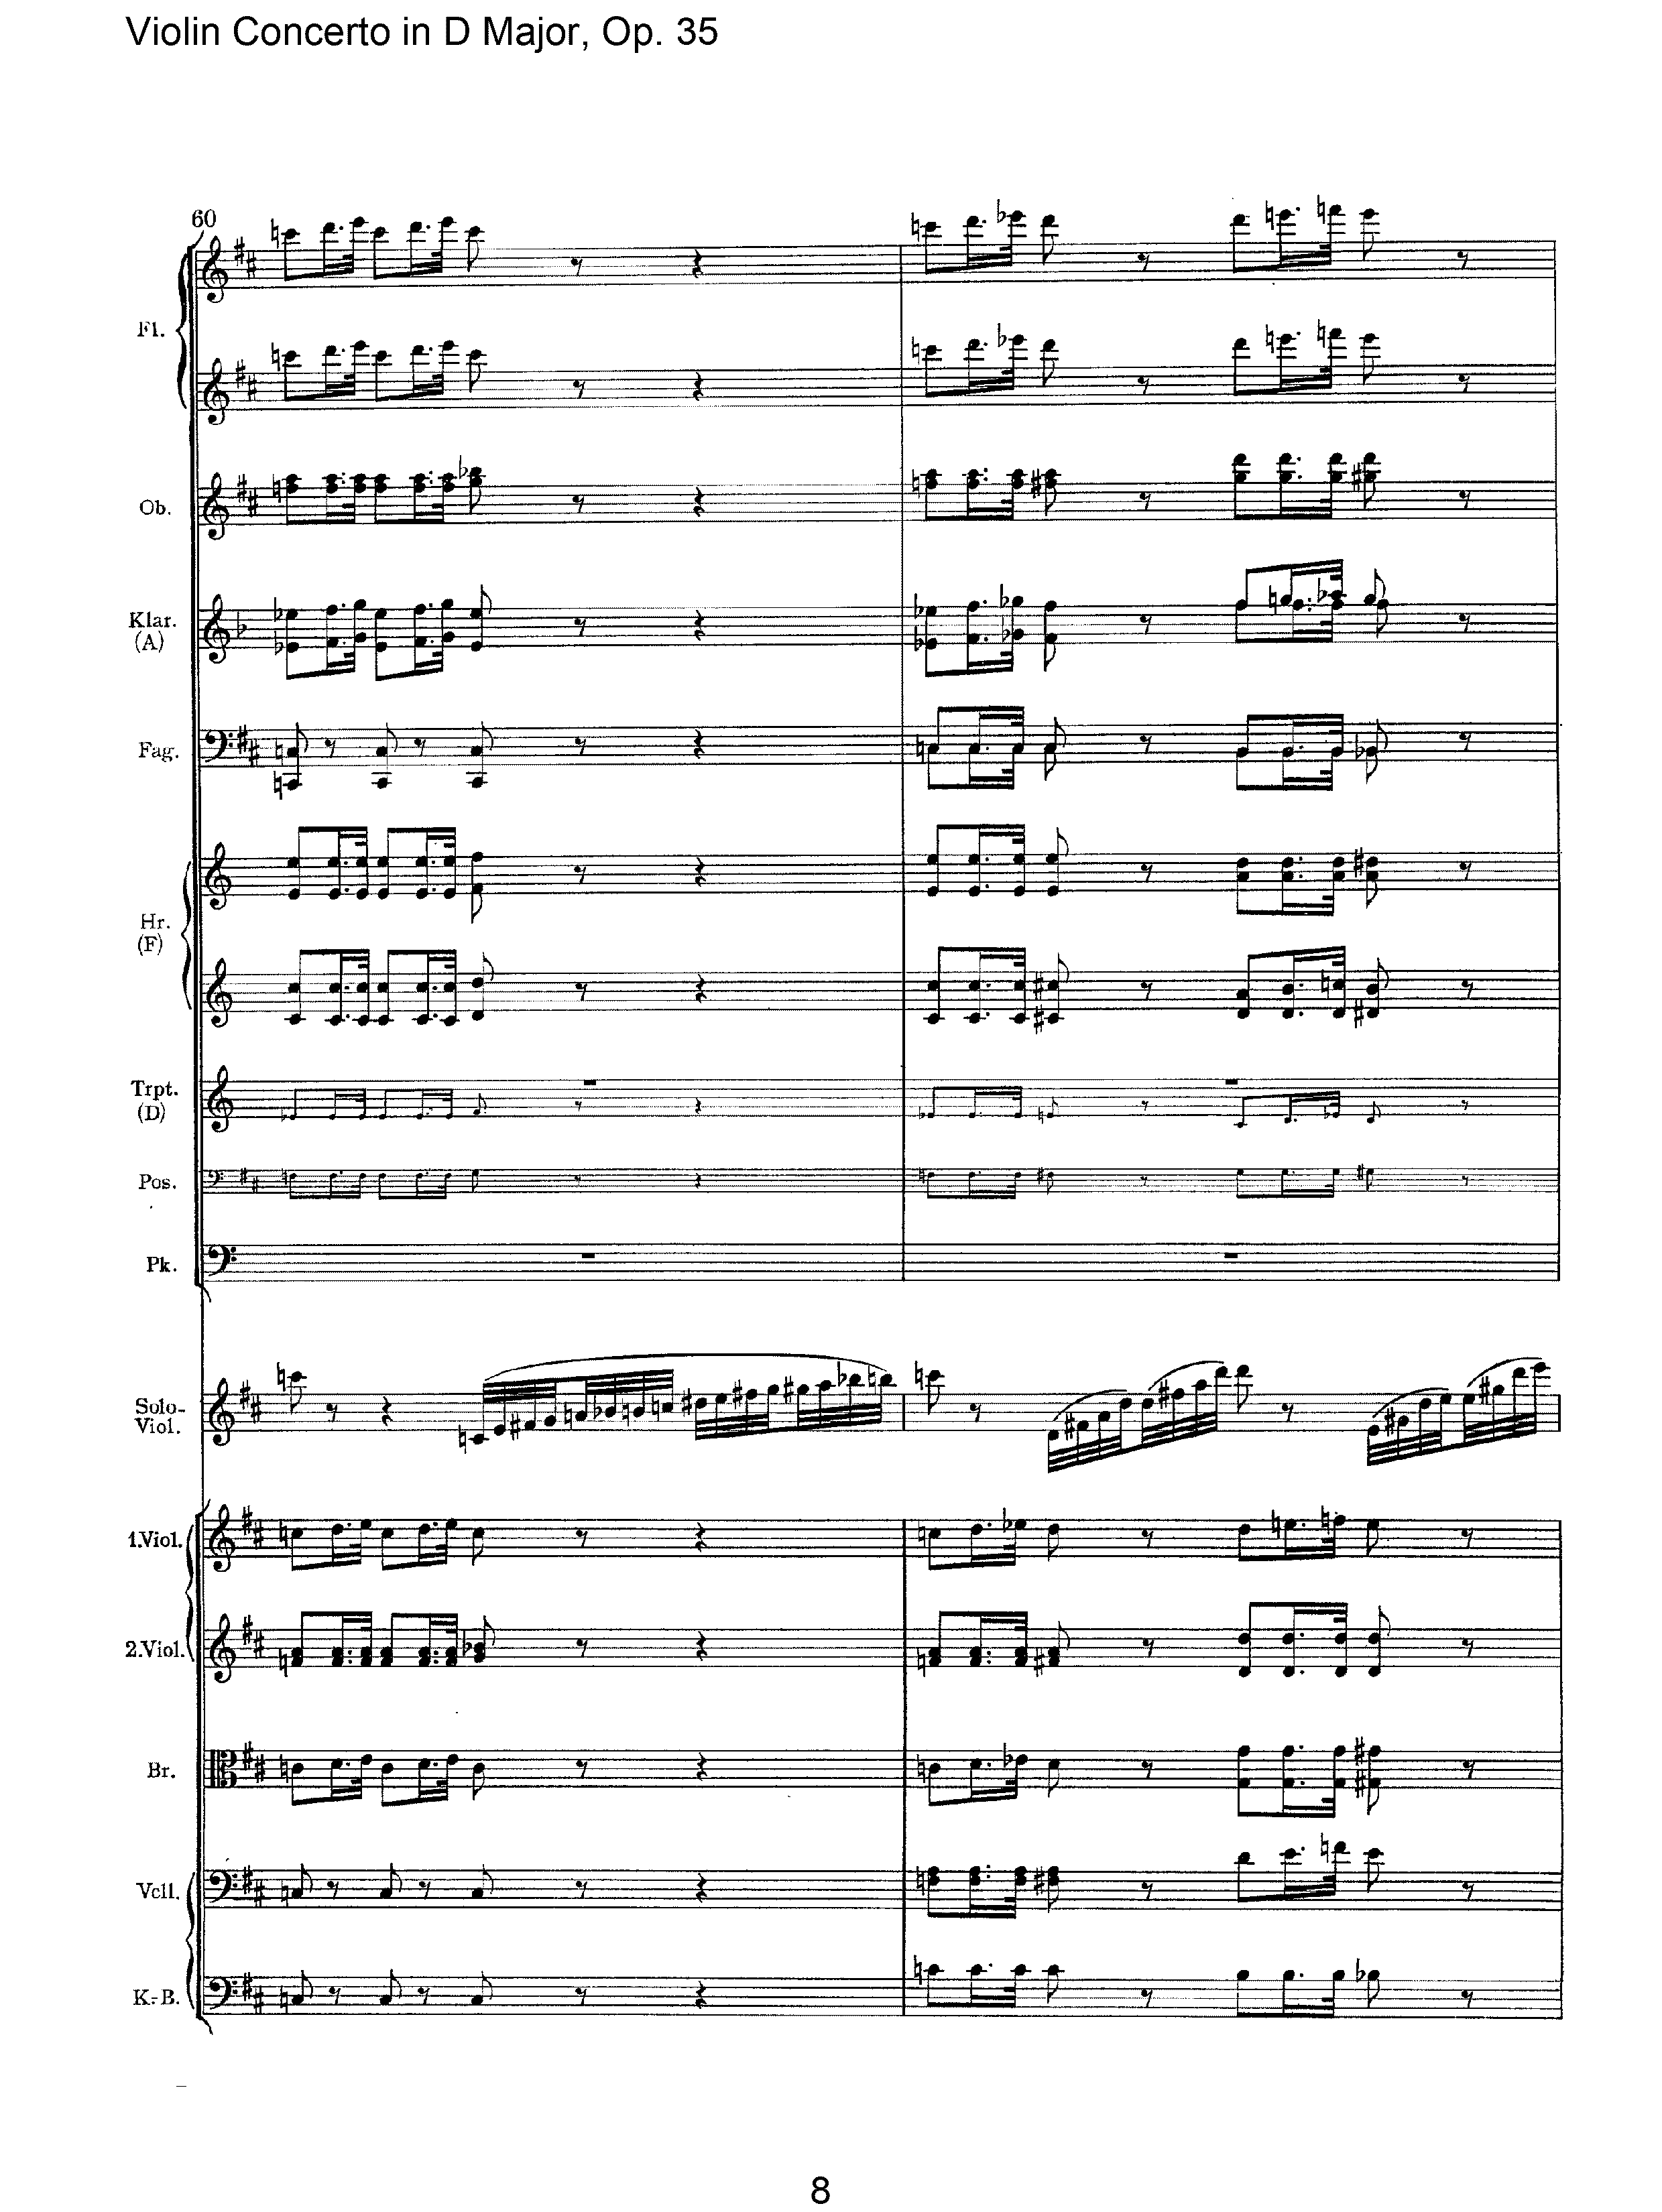 Violin Concerto in D Major, Op. 35
60
Fl.
Ob.
Klar.
(A)
Fag.
Hr.
(F)
Trpt.
(D)
Pos.
Pk.
Solo-
Viol.
1.Viol.
2.Viol.
Br.
Vcll.
K.-B.
8